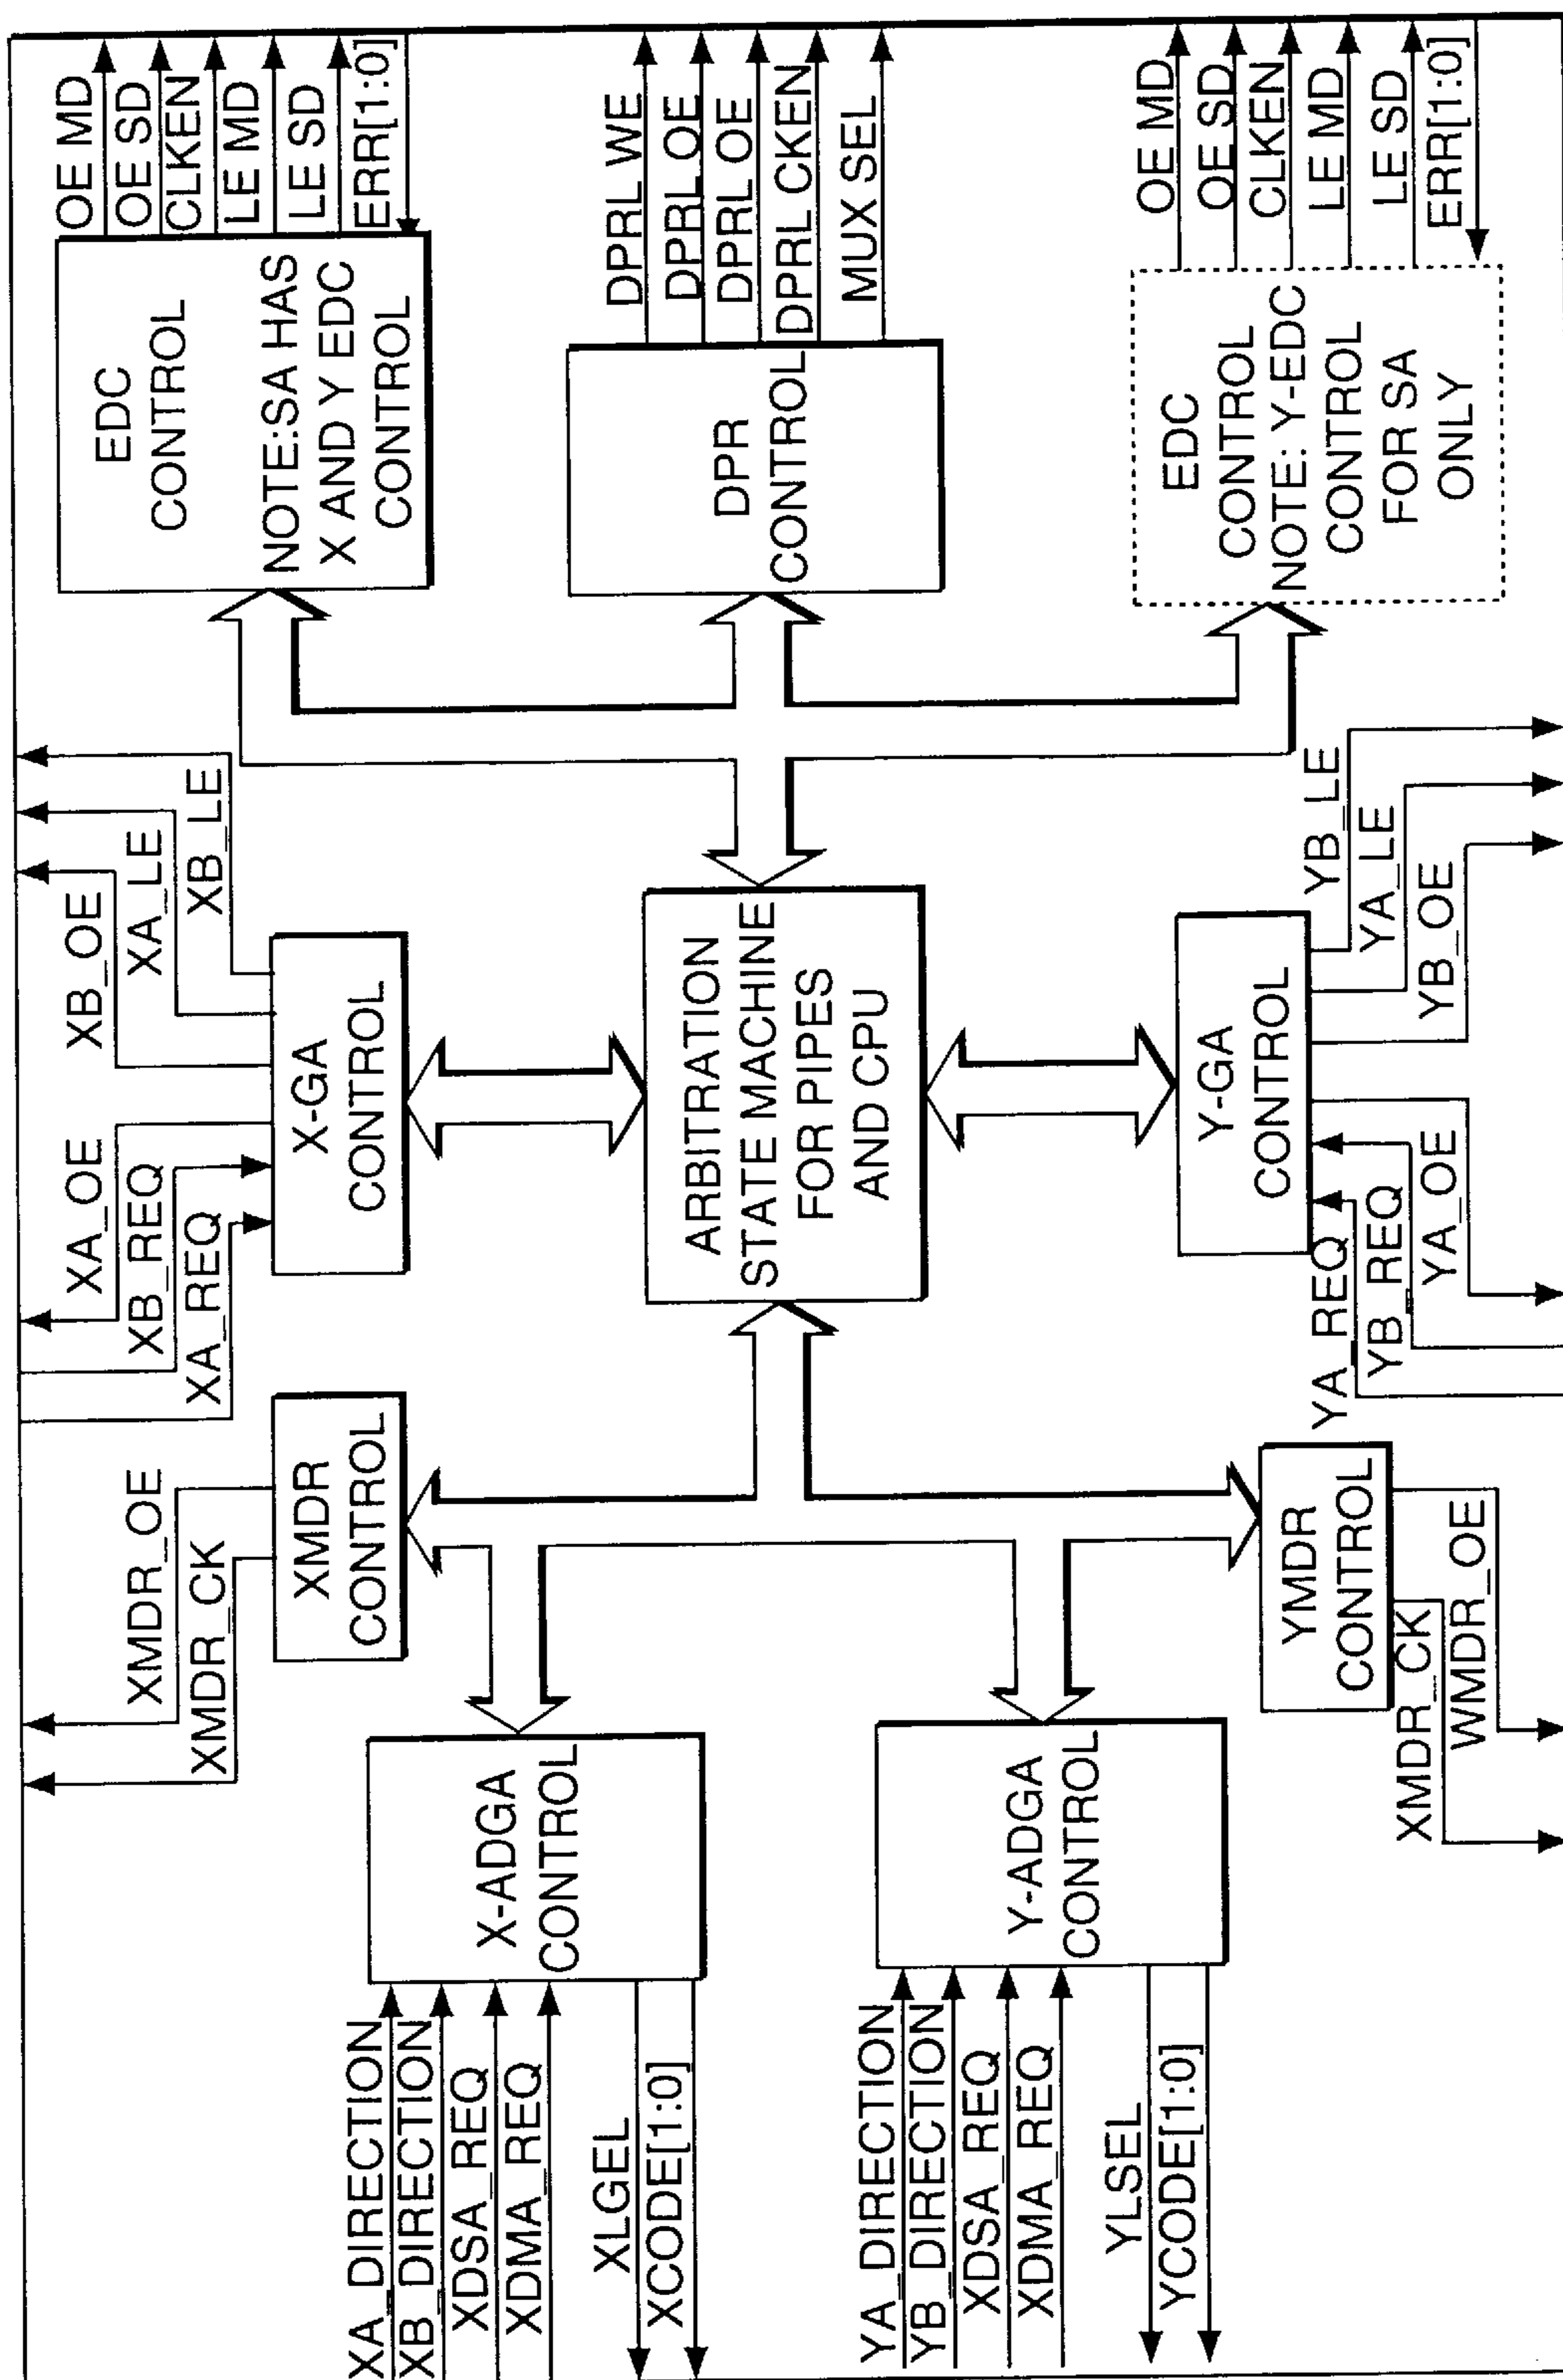 XA_DIRECTION
XB_DIRECTION
XDSA_REQ
XDMA_REQ
XLGEL
XCODE[1:0]
X-ADGA
CONTROL
YA_DIRECTION
YB_DIRECTION
XDSA_REQ
XDMA_REQ
YLSEL
YCODE[1:0]
Y-ADGA
CONTROL
XMDR_OE
XMDR_CK
XMDR
CONTROL
YMDR
CONTROL
XMDR_CK
WMDR_OE
XA_OE
XB_REQ
XA_REQ
XB_OE
XA_LE
XB_LE
X-GA
CONTROL
ARBITRATION
STATE MACHINE
FOR PIPES
AND CPU
Y-GA
CONTROL
YA_REQ
YB_REQ
YA_OE
YB_LE
YA_LE
YB_OE
EDC
CONTROL
NOTE:SA HAS
X AND Y EDC
CONTROL
OE MD
OE SD
CLKEN
LE MD
LE SD
ERR[1:0]
DPR
CONTROL
DPRL WE
DPRL OE
DPRL OE
DPRL CKEN
MUX SEL
EDC
CONTROL
NOTE: Y-EDC
CONTROL
FOR SA
ONLY
OE MD
OE SD
CLKEN
LE MD
LE SD
ERR[1:0]